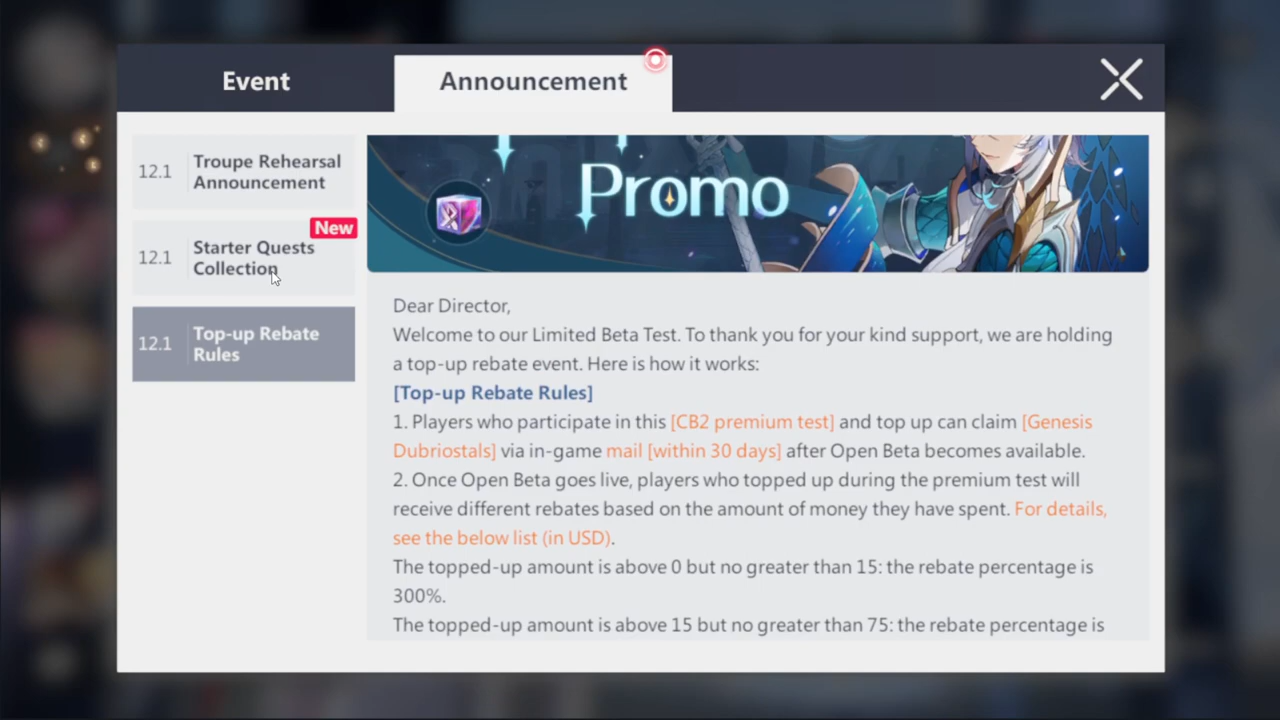 Event
Announcement
12.1
Troupe Rehearsal
Announcement
New
12.1
Starter Quests
Collection
12.1
Top-up Rebate
Rules
Promo
Dear Director,
Welcome to our Limited Beta Test. To thank you for your kind support, we are holding
a top-up rebate event. Here is how it works:
[Top-up Rebate Rules]
1. Players who participate in this [CB2 premium test] and top up can claim [Genesis
Dubriostals] via in-game mail [within 30 days] after Open Beta becomes available.
2. Once Open Beta goes live, players who topped up during the premium test will
receive different rebates based on the amount of money they have spent. For details,
see the below list (in USD).
The topped-up amount is above 0 but no greater than 15: the rebate percentage is
300%.
The topped-up amount is above 15 but no greater than 75: the rebate percentage is